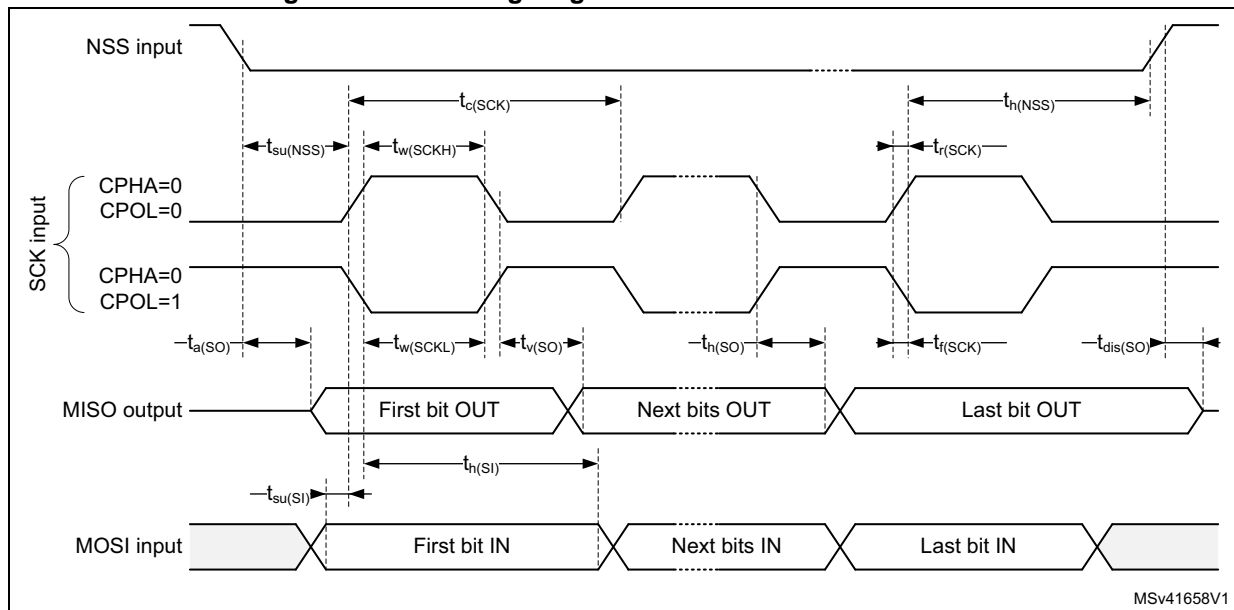 NSS input
tc(SCK)
th(NSS)
tsu(NSS)
tw(SCKH)
tr(SCK)
SCK input
CPHA=0
CPOL=0
CPHA=0
CPOL=1
ta(SO)
tw(SCKL)
tv(SO)
th(SO)
tf(SCK)
tdis(SO)
MISO output
First bit OUT
Next bits OUT
Last bit OUT
th(SI)
tsu(SI)
MOSI input
First bit IN
Next bits IN
Last bit IN
MSv41658V1